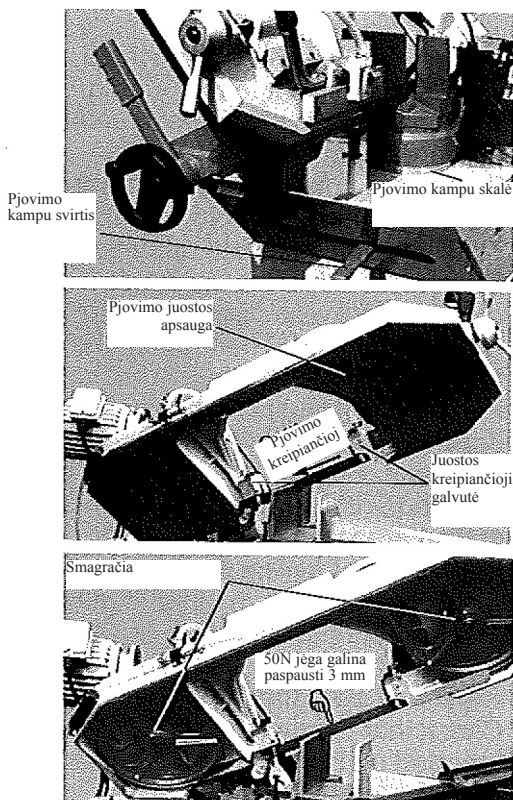 Pjovimo
kampu svirtis
Pjovimo kampu skalė
Pjovimo juostos
apsauga
Pjovimo
kreipiančioj
Juostos
kreipiančioji
galvutė
Smagračia
50N jėga galina
paspausti 3 mm